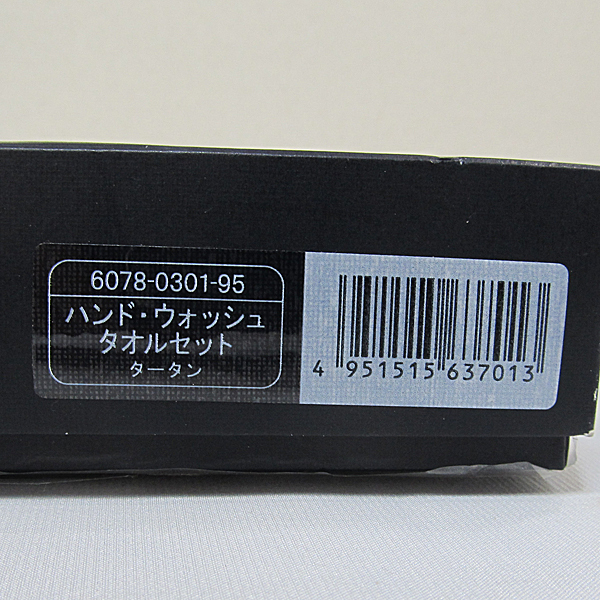 6078-0301-95
ハンド・ウォッシュ
タオルセット
タータン
4 951515 637013